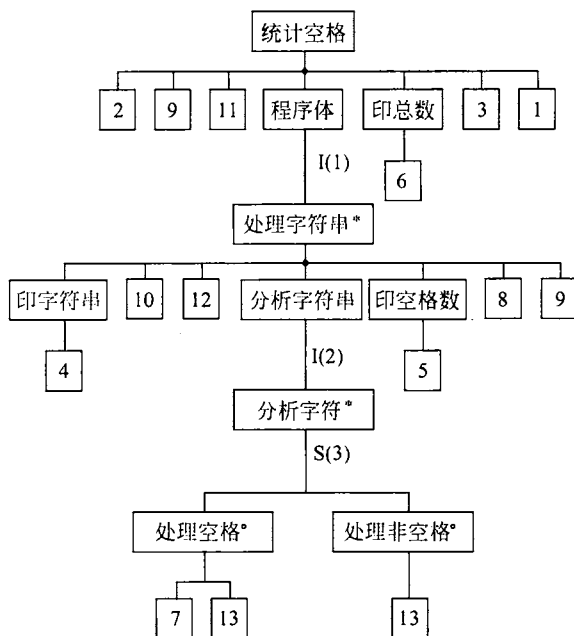 统计空格
2 9 11 程序体 印总数 3 1
I(1)
6
处理字符串*
印字符串 10 12 分析字符串 印空格数 8 9
4
I(2)
5
分析字符*
S(3)
处理空格° 处理非空格°
7 13 13